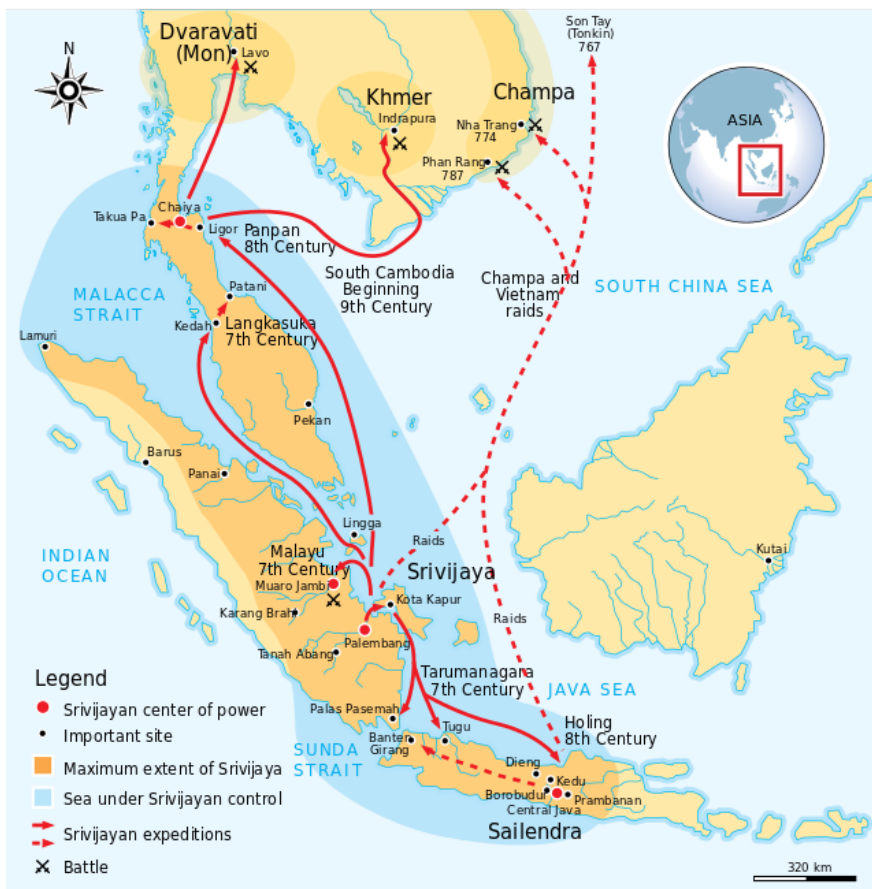 Son Tay
(Tonkin)
767
Dvaravati
(Mon)
Lavo
N
Khmer
Indrapura
Champa
Nha Trang
774
Phan Rang
787
ASIA
Chaiya
Takua Pa
Ligor
Panpan
8th Century
South Cambodia
Beginning
9th Century
Champa and
Vietnam
raids
SOUTH CHINA SEA
MALACCA
STRAIT
Patani
Kedah
Langkasuka
7th Century
Lamuri
Pekan
Barus
Panai
Lingga
Raids
INDIAN
OCEAN
Malayu
7th Century
Muaro Jambi
Srivijaya
Kutai
Kota Kapur
Karang Brahi
Raids
Palembang
Tanah Abang
Tarumanagara
7th Century
JAVA SEA
Legend
Srivijayan center of power
Important site
Maximum extent of Srivijaya
Sea under Srivijayan control
Srivijayan expeditions
Battle
Palas Pasemah
Tugu
Holing
8th Century
SUNDA
STRAIT
Banten
Girang
Dieng
Kedu
Borobudur
Prambanan
Central Java
Sailendra
320 km